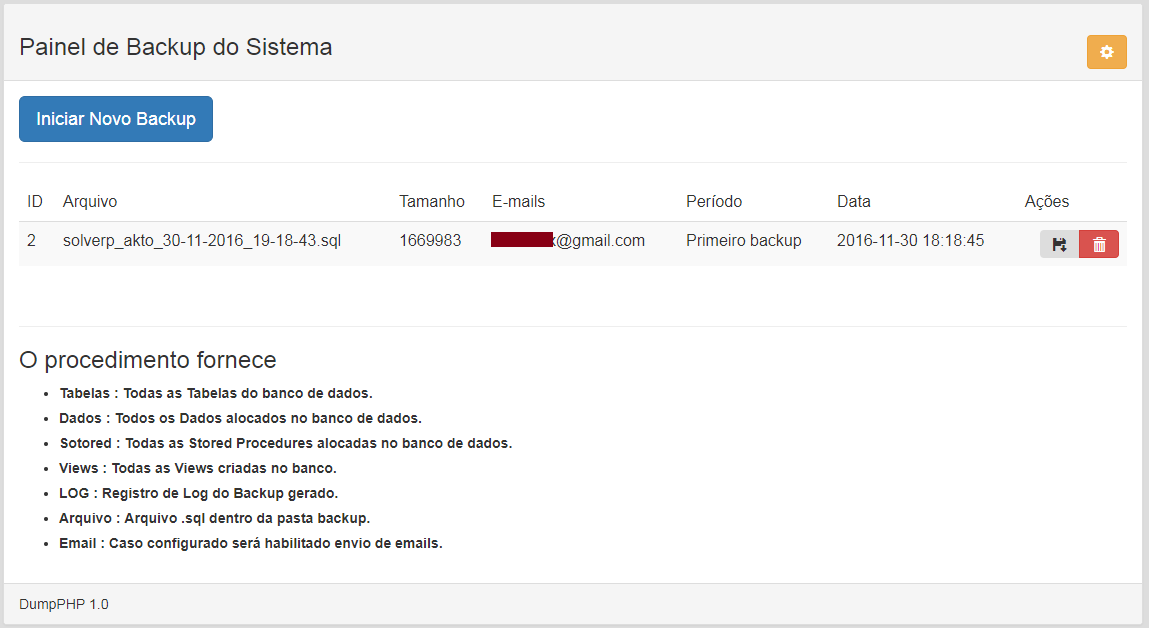 Painel de Backup do Sistema
Iniciar Novo Backup
ID Arquivo Tamanho E-mails Período Data Ações
2 solverp_akto_30-11-2016_19-18-43.sql 1669983 @gmail.com Primeiro backup 2016-11-30 18:18:45
O procedimento fornece
• Tabelas : Todas as Tabelas do banco de dados.
• Dados : Todos os Dados alocados no banco de dados.
• Sotored : Todas as Stored Procedures alocadas no banco de dados.
• Views : Todas as Views criadas no banco.
• LOG : Registro de Log do Backup gerado.
• Arquivo : Arquivo .sql dentro da pasta backup.
• Email : Caso configurado será habilitado envio de emails.
DumpPHP 1.0